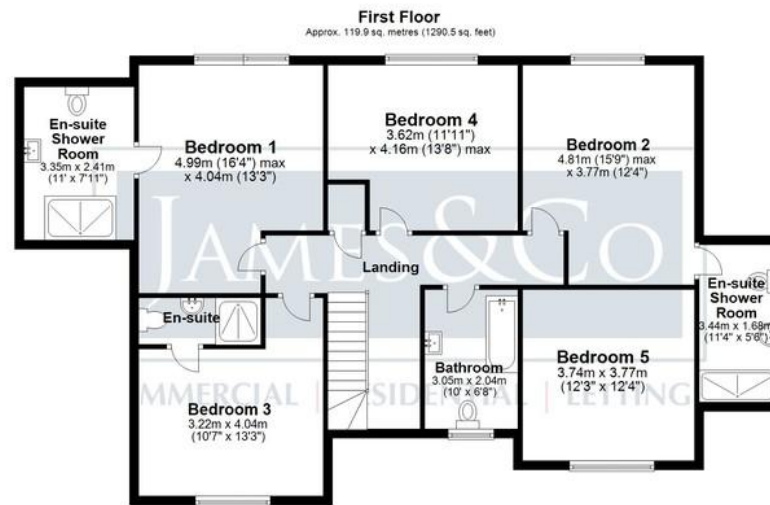 First Floor
Approx. 119.9 sq. metres (1290.5 sq. feet)
En-suite
Shower
Room
3.35m x 2.41m
(11' x 7'11")
Bedroom 1
4.99m (16'4") max
x 4.04m (13'3")
Bedroom 4
3.62m (11'11")
x 4.16m (13'8") max
Bedroom 2
4.81m (15'9") max
x 3.77m (12'4")
JAMES&CO
Landing
En-suite
Shower
Room
3.44m x 1.68m
(11'4" x 5'6")
En-suite
Bathroom
3.05m x 2.04m
(10' x 6'8")
Bedroom 5
3.74m x 3.77m
(12'3" x 12'4")
Bedroom 3
3.22m x 4.04m
(10'7" x 13'3")
MMERCIAL | SIDENTIAL | LETTING